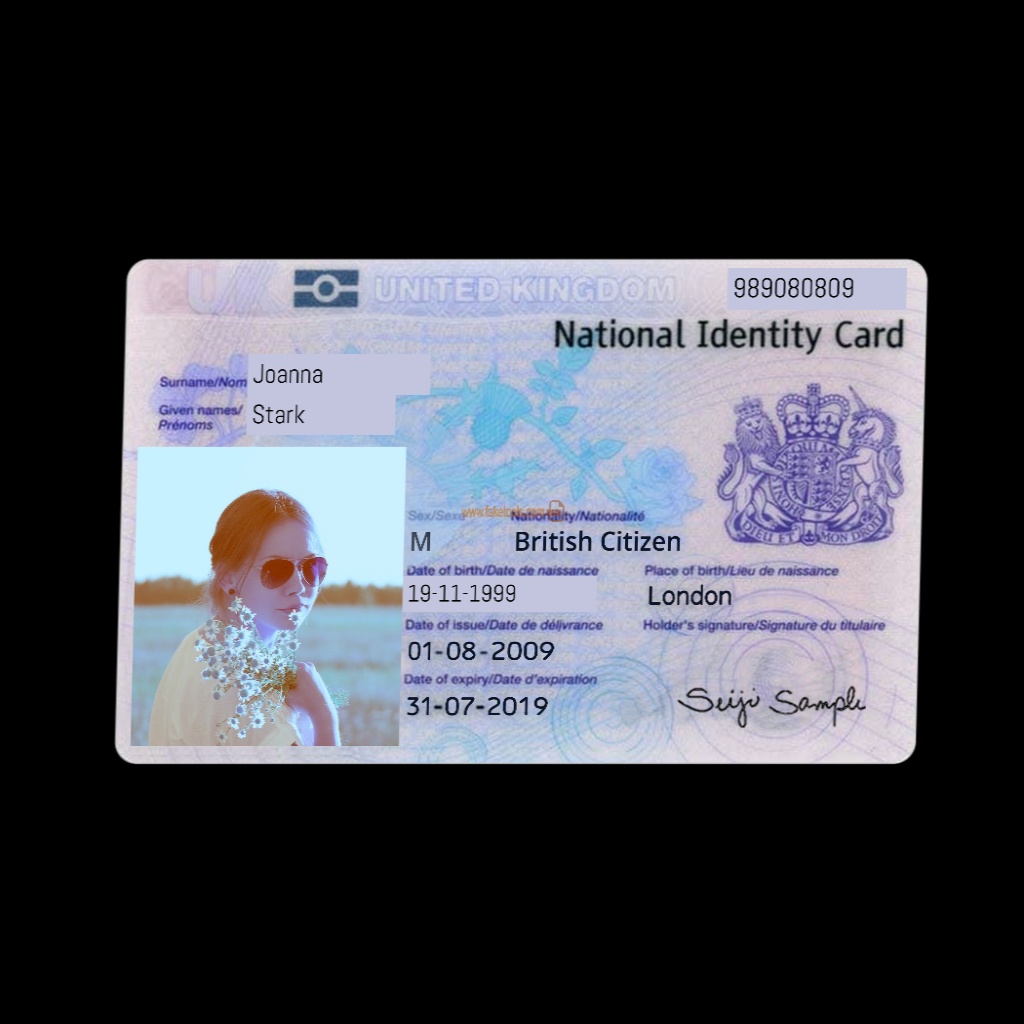 UNITED KINGDOM
989080809
National Identity Card
Surname/Nom Joanna
Given names/ Stark
Prénoms
Sex/Sexe Nationality/Nationalité
M British Citizen
Date of birth/Date de naissance Place of birth/Lieu de naissance
19-11-1999 London
Date of issue/Date de délivrance Holder's signature/Signature du titulaire
01-08-2009
Date of expiry/Date d'expiration
31-07-2019 Seiji Sample
DIEU ET MON DROIT